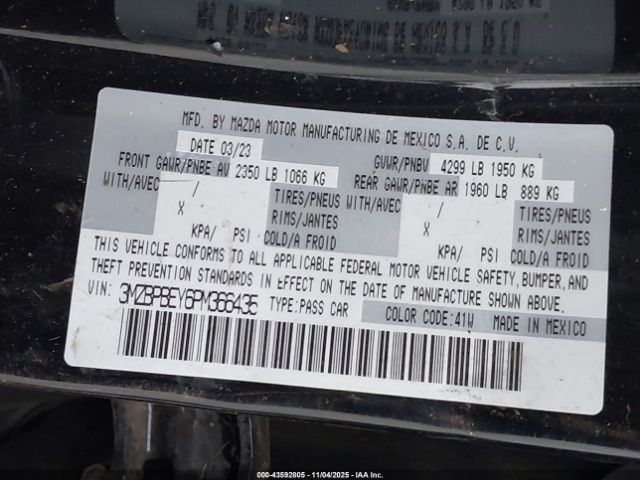 MFD. BY MAZDA MOTOR MANUFACTURING DE MEXICO S.A. DE C.V.
DATE 03/23 GVWR/PNBV 4299 LB 1950 KG
FRONT GAWR/PNBE AV 2350 LB 1066 KG REAR GAWR/PNBE AR 1960 LB 889 KG
WITH/AVEC / TIRES/PNEUS WITH/AVEC / TIRES/PNEUS
X RIMS/JANTES X RIMS/JANTES
KPA/ PSI COLD/A FROID KPA/ PSI COLD/A FROID
THIS VEHICLE CONFORMS TO ALL APPLICABLE FEDERAL MOTOR VEHICLE SAFETY, BUMPER, AND
THEFT PREVENTION STANDARDS IN EFFECT ON THE DATE OF MANUFACTURE SHOWN ABOVE.
VIN: 3MZBPBEY6PM366435 TYPE: PASS CAR COLOR CODE: 41W MADE IN MEXICO
000-43592805 - 11/04/2025 - IAA Inc.